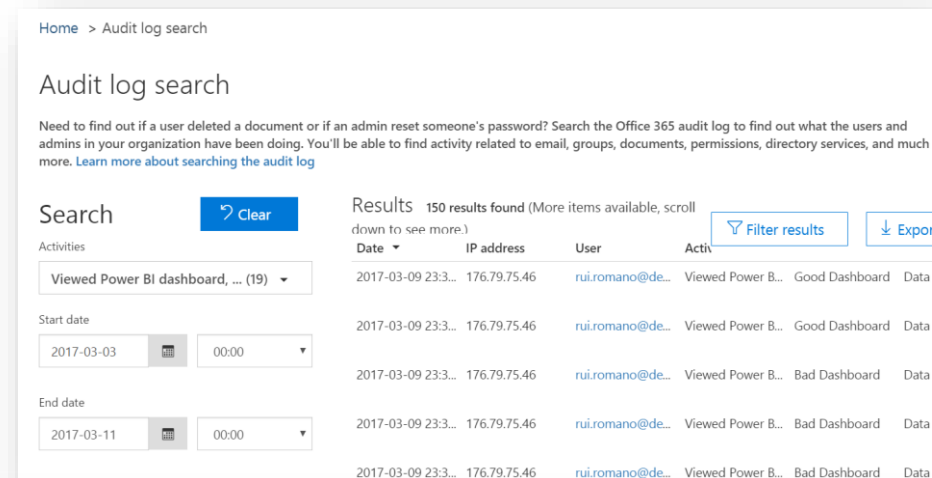 Home > Audit log search
Audit log search
Need to find out if a user deleted a document or if an admin reset someone's password? Search the Office 365 audit log to find out what the users and
admins in your organization have been doing. You'll be able to find activity related to email, groups, documents, permissions, directory services, and much
more. Learn more about searching the audit log
Search
Clear
Activities
Viewed Power BI dashboard, ... (19)
Start date
2017-03-03 00:00
End date
2017-03-11 00:00
Results 150 results found (More items available, scroll
down to see more.)
Filter results
Date IP address User
2017-03-09 23:3... 176.79.75.46 rui.romano@de... Viewed Power B... Good Dashboard Data
2017-03-09 23:3... 176.79.75.46 rui.romano@de... Viewed Power B... Good Dashboard Data
2017-03-09 23:3... 176.79.75.46 rui.romano@de... Viewed Power B... Bad Dashboard Data
2017-03-09 23:3... 176.79.75.46 rui.romano@de... Viewed Power B... Bad Dashboard Data
2017-03-09 23:3... 176.79.75.46 rui.romano@de... Viewed Power B... Bad Dashboard Data